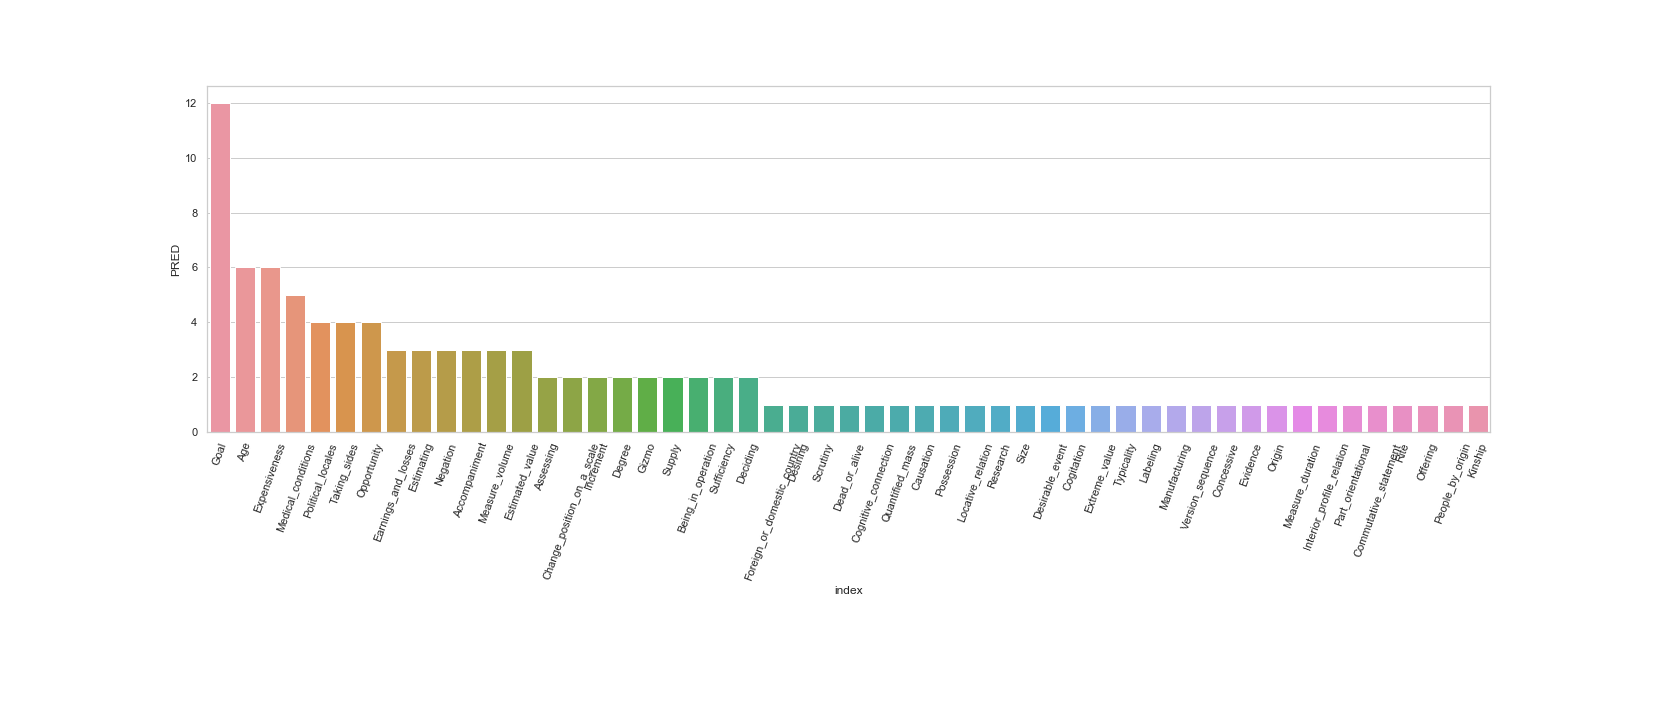 12
10
8
6
4
2
0
PRED
Goal
Age
Expensiveness
Medical_conditions
Political_locales
Taking_sides
Opportunity
Earnings_and_losses
Estimating
Negation
Accompaniment
Measure_volume
Estimated_value
Assessing
Change_position_on_a_scale
Increment
Degree
Gizmo
Supply
Being_in_operation
Sufficiency
Deciding
Foreign_or_domestic_country
Desiring
Scrutiny
Dead_or_alive
Cognitive_connection
Quantified_mass
Causation
Possession
Locative_relation
Research
Size
Desirable_event
Cogitation
Extreme_value
Typicality
Labeling
Manufacturing
Version_sequence
Concessive
Evidence
Origin
Measure_duration
Interior_profile_relation
Part_orientational
Commutative_statement
Rite
Offering
People_by_origin
Kinship
index